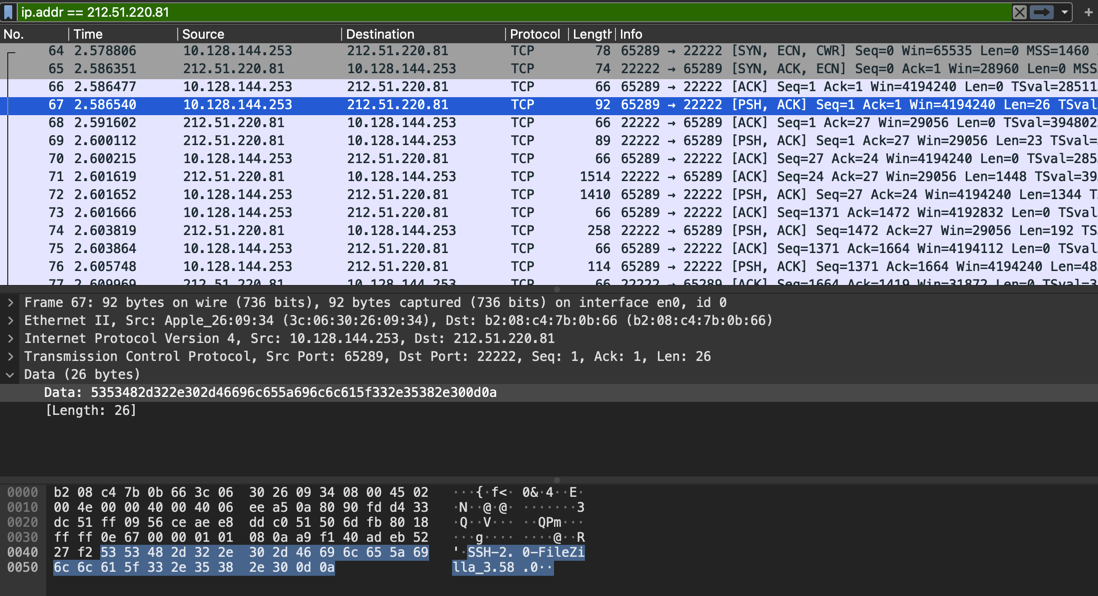 ip.addr == 212.51.220.81
No. Time Source Destination Protocol Length Info
64 2.578806 10.128.144.253 212.51.220.81 TCP 78 65289 → 22222 [SYN, ECN, CWR] Seq=0 Win=65535 Len=0 MSS=1460
65 2.586351 212.51.220.81 10.128.144.253 TCP 74 22222 → 65289 [SYN, ACK, ECN] Seq=0 Ack=1 Win=28960 Len=0 MSS
66 2.586477 10.128.144.253 212.51.220.81 TCP 66 65289 → 22222 [ACK] Seq=1 Ack=1 Win=4194240 Len=0 TSval=28511
67 2.586540 10.128.144.253 212.51.220.81 TCP 92 65289 → 22222 [PSH, ACK] Seq=1 Ack=1 Win=4194240 Len=26 TSval
68 2.591602 212.51.220.81 10.128.144.253 TCP 66 22222 → 65289 [ACK] Seq=1 Ack=27 Win=29056 Len=0 TSval=394802
69 2.600112 212.51.220.81 10.128.144.253 TCP 89 22222 → 65289 [PSH, ACK] Seq=1 Ack=27 Win=29056 Len=23 TSval=
70 2.600215 10.128.144.253 212.51.220.81 TCP 66 65289 → 22222 [ACK] Seq=27 Ack=24 Win=4194240 Len=0 TSval=285
71 2.601619 212.51.220.81 10.128.144.253 TCP 1514 22222 → 65289 [ACK] Seq=24 Ack=27 Win=29056 Len=1448 TSval=39
72 2.601652 10.128.144.253 212.51.220.81 TCP 1410 65289 → 22222 [PSH, ACK] Seq=27 Ack=24 Win=4194240 Len=1344 T
73 2.601666 10.128.144.253 212.51.220.81 TCP 66 65289 → 22222 [ACK] Seq=1371 Ack=1472 Win=4192832 Len=0 TSval
74 2.603819 212.51.220.81 10.128.144.253 TCP 258 22222 → 65289 [PSH, ACK] Seq=1472 Ack=27 Win=29056 Len=192 TS
75 2.603864 10.128.144.253 212.51.220.81 TCP 66 65289 → 22222 [ACK] Seq=1371 Ack=1664 Win=4194112 Len=0 TSval
76 2.605748 10.128.144.253 212.51.220.81 TCP 114 65289 → 22222 [PSH, ACK] Seq=1371 Ack=1664 Win=4194240 Len=48
77 2.609969 212.51.220.81 10.128.144.253 TCP 66 22222 → 65289 [ACK] Seq=1664 Ack=1419 Win=31872 Len=0 TSval=3
Frame 67: 92 bytes on wire (736 bits), 92 bytes captured (736 bits) on interface en0, id 0
Ethernet II, Src: Apple_26:09:34 (3c:06:30:26:09:34), Dst: b2:08:c4:7b:0b:66 (b2:08:c4:7b:0b:66)
Internet Protocol Version 4, Src: 10.128.144.253, Dst: 212.51.220.81
Transmission Control Protocol, Src Port: 65289, Dst Port: 22222, Seq: 1, Ack: 1, Len: 26
Data (26 bytes)
Data: 5353482d322e302d46696c655a696c6c615f332e35382e300d0a
[Length: 26]
0000 b2 08 c4 7b 0b 66 3c 06 30 26 09 34 08 00 45 02 ···{·f<· 0&·4··E·
0010 00 4e 00 00 40 00 40 06 ee a5 0a 80 90 fd d4 33 ·N··@·@· ·······3
0020 dc 51 ff 09 56 ce ae e8 dd c0 51 50 6d fb 80 18 ·Q··V··· ··QPm···
0030 ff ff 0e 67 00 00 01 01 08 0a a9 f1 40 ad eb 52 ···g···· ····@··R
0040 27 f2 53 53 48 2d 32 2e 30 2d 46 69 6c 65 5a 69 '·SSH-2. 0-FileZi
0050 6c 6c 61 5f 33 2e 35 38 2e 30 0d 0a lla_3.58 .0··